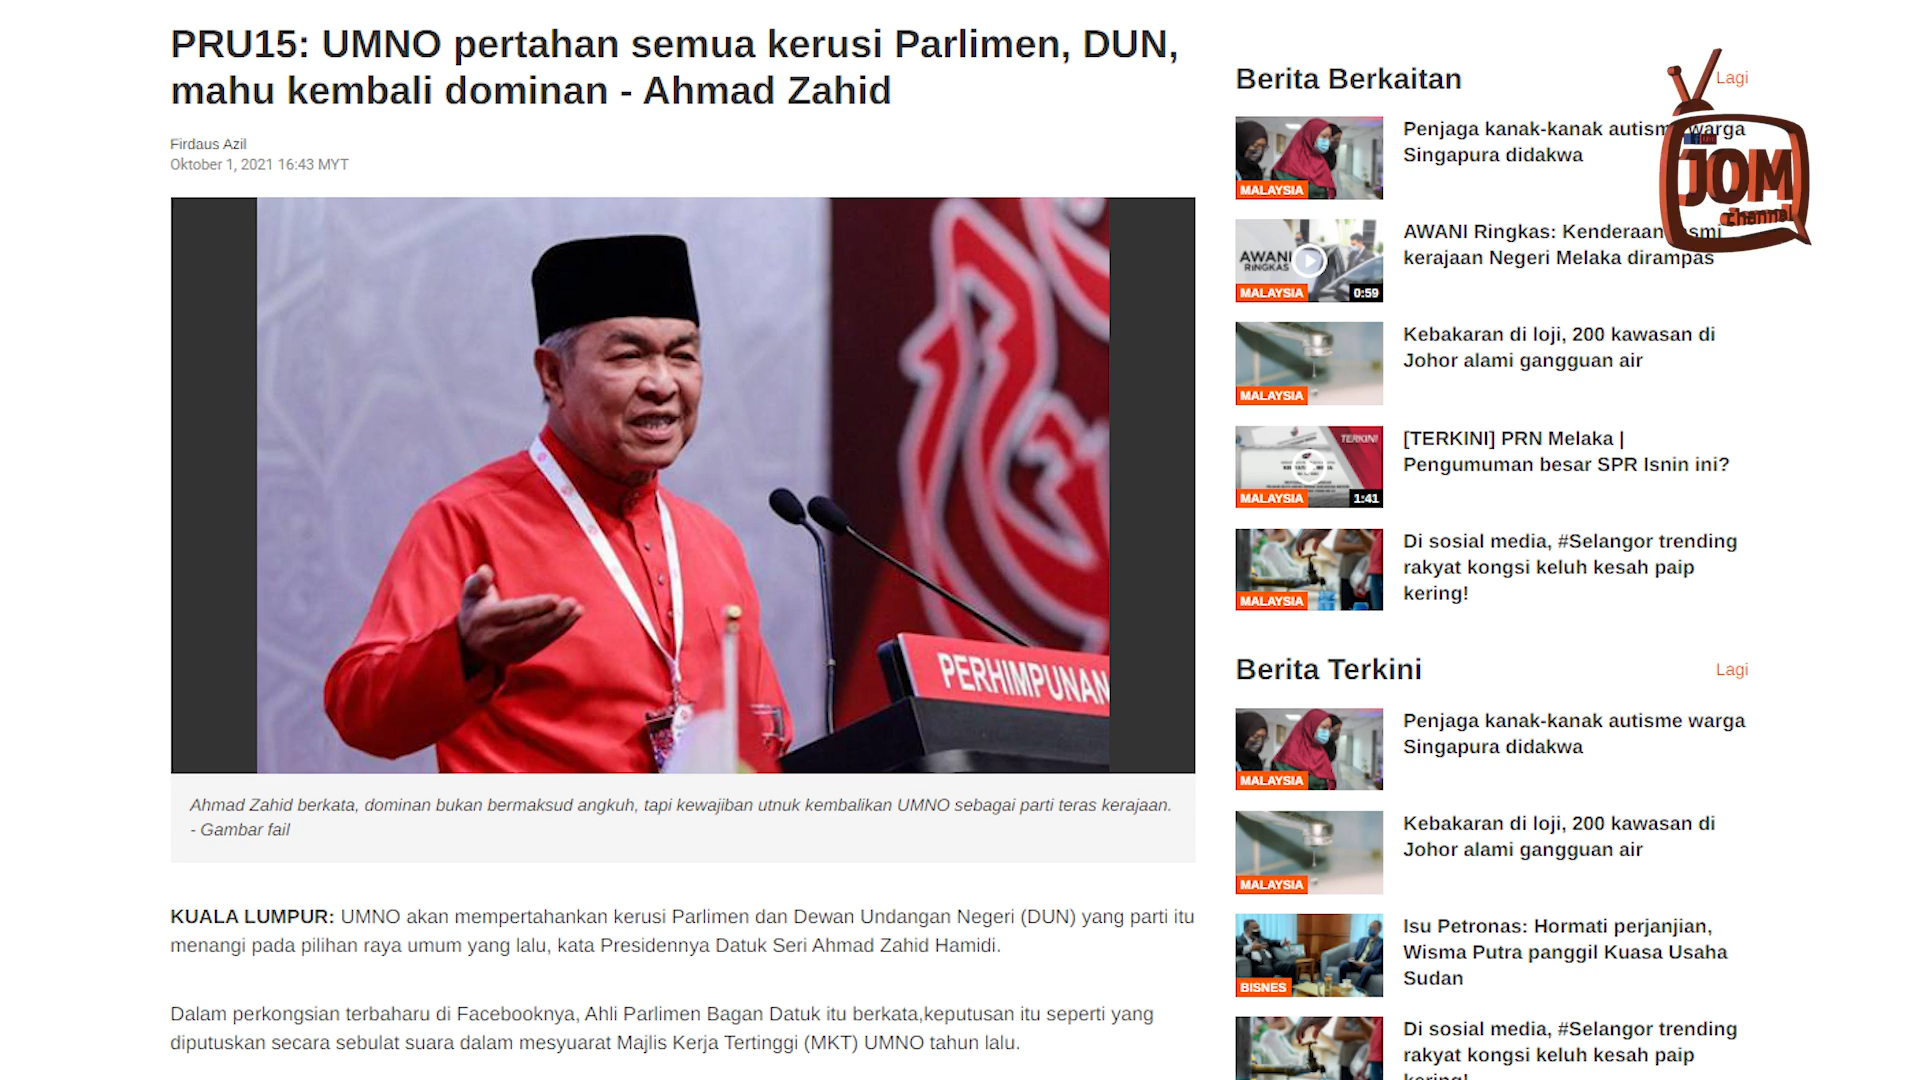 PRU15: UMNO pertahan semua kerusi Parlimen, DUN,
mahu kembali dominan - Ahmad Zahid
Firdaus Azil
Oktober 1, 2021 16:43 MYT
PERHIMPUNAN
Ahmad Zahid berkata, dominan bukan bermaksud angkuh, tapi kewajiban utnuk kembalikan UMNO sebagai parti teras kerajaan.
- Gambar fail
KUALA LUMPUR: UMNO akan mempertahankan kerusi Parlimen dan Dewan Undangan Negeri (DUN) yang parti itu
menangi pada pilihan raya umum yang lalu, kata Presidennya Datuk Seri Ahmad Zahid Hamidi.
Dalam perkongsian terbaharu di Facebooknya, Ahli Parlimen Bagan Datuk itu berkata,keputusan itu seperti yang
diputuskan secara sebulat suara dalam mesyuarat Majlis Kerja Tertinggi (MKT) UMNO tahun lalu.
Berita Berkaitan
Lagi
JOM
channel
MALAYSIA
Penjaga kanak-kanak autisme warga
Singapura didakwa
AWANI
RINGKAS
MALAYSIA
0:59
AWANI Ringkas: Kenderaan rasmi
kerajaan Negeri Melaka dirampas
MALAYSIA
Kebakaran di loji, 200 kawasan di
Johor alami gangguan air
TERKINI
MALAYSIA
1:41
[TERKINI] PRN Melaka |
Pengumuman besar SPR Isnin ini?
MALAYSIA
Di sosial media, #Selangor trending
rakyat kongsi keluh kesah paip
kering!
Berita Terkini
Lagi
MALAYSIA
Penjaga kanak-kanak autisme warga
Singapura didakwa
MALAYSIA
Kebakaran di loji, 200 kawasan di
Johor alami gangguan air
BISNES
Isu Petronas: Hormati perjanjian,
Wisma Putra panggil Kuasa Usaha
Sudan
Di sosial media, #Selangor trending
rakyat kongsi keluh kesah paip
kering!